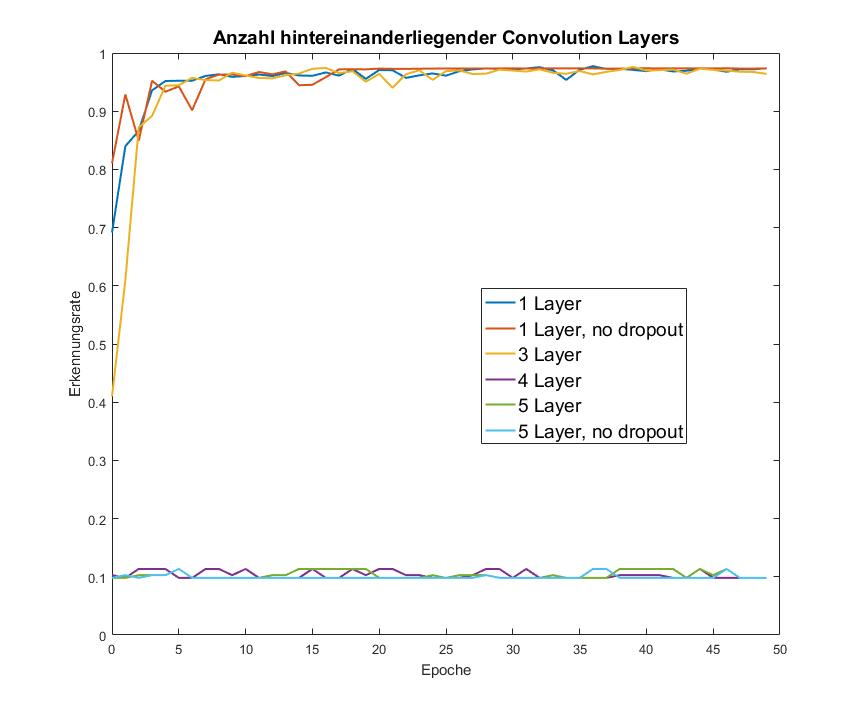 Anzahl hintereinanderliegender Convolution Layers
1
0.9
0.8
0.7
0.6
0.5
0.4
0.3
0.2
0.1
0
Erkennungsrate
1 Layer
1 Layer, no dropout
3 Layer
4 Layer
5 Layer
5 Layer, no dropout
0 5 10 15 20 25 30 35 40 45 50
Epoche